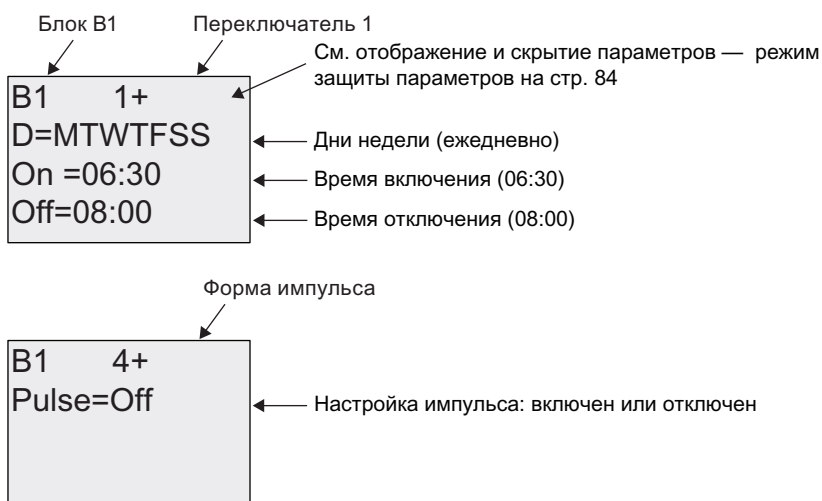 Блок B1
Переключатель 1
См. отображение и скрытие параметров — режим
защиты параметров на стр. 84
B1 1+
D=MTWTFSS
Дни недели (ежедневно)
On =06:30
Время включения (06:30)
Off=08:00
Время отключения (08:00)
Форма импульса
B1 4+
Pulse=Off
Настройка импульса: включен или отключен